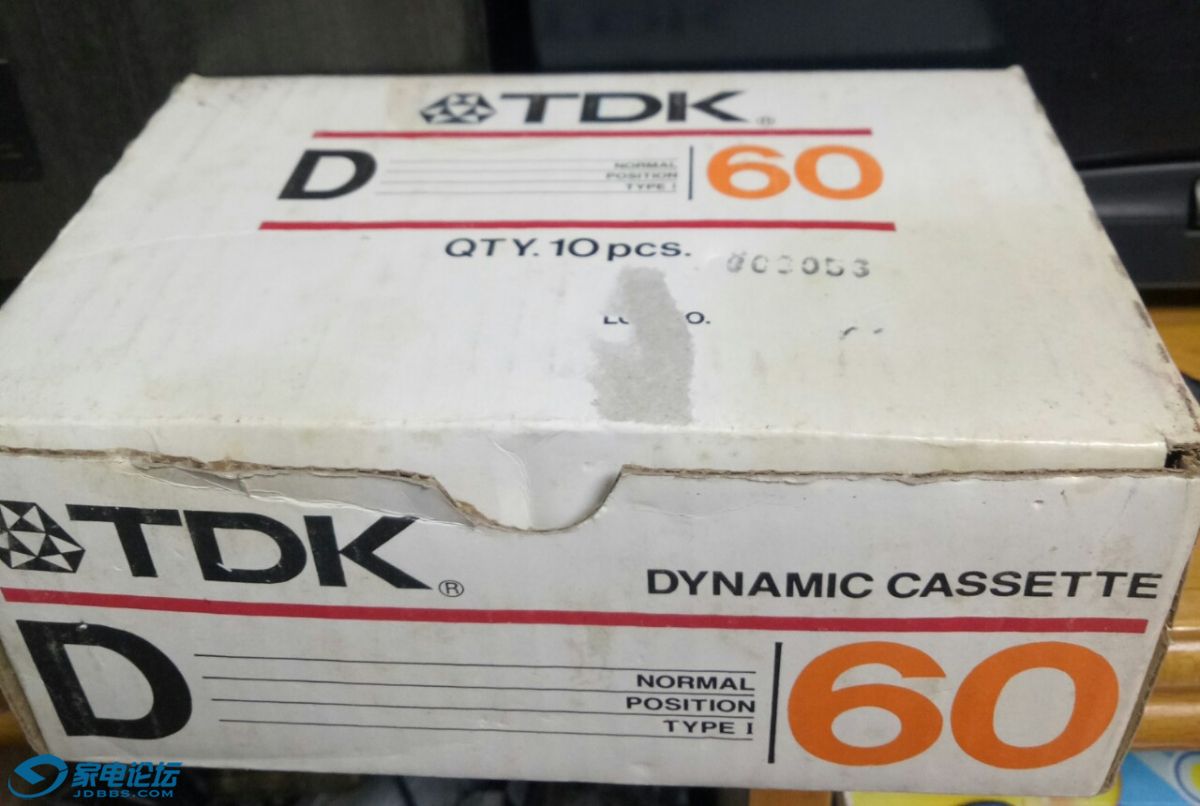 TDK®
D
NORMAL
POSITION
TYPE I
60
QTY. 10 pcs.
TDK®
DYNAMIC CASSETTE
D
NORMAL
POSITION
TYPE I
60
家电论坛
JDBBS.COM